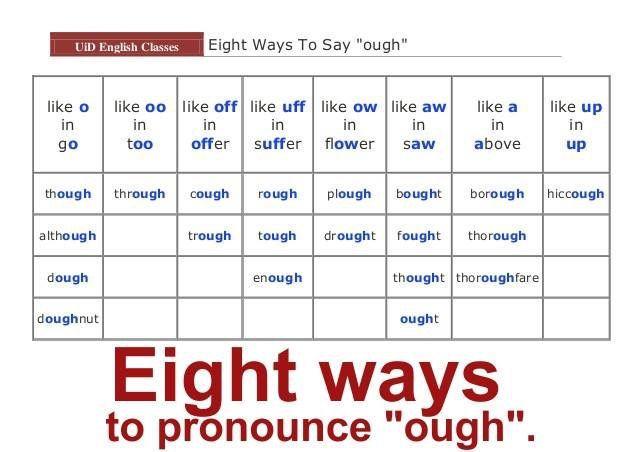 UiD English Classes Eight Ways To Say "ough"
like o like oo like off like uff like ow like aw like a like up
in in in in in in in in
go too offer suffer flower saw above up
though through cough rough plough bought borough hiccough
although trough tough drought fought thorough
dough enough thought thoroughfare
doughnut ought
Eight ways
to pronounce "ough".